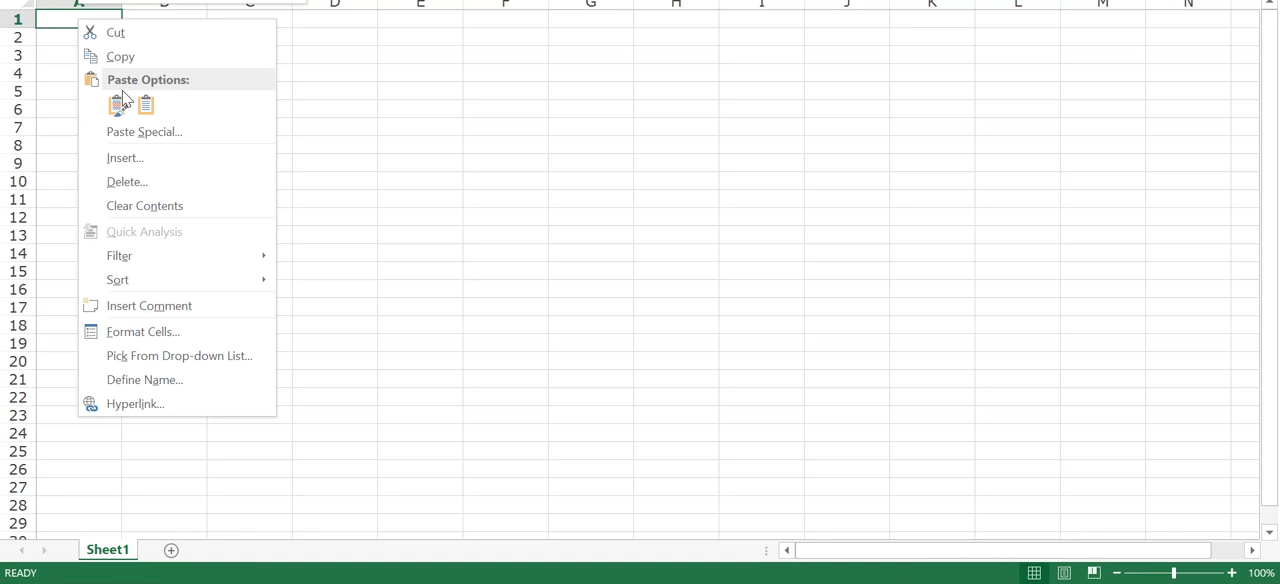 A B C D E F G H I J K L M N
1
Cut
2
3
Copy
4
Paste Options:
5
6
7
Paste Special...
8
9
Insert...
10
Delete...
11
Clear Contents
12
13
Quick Analysis
14
Filter
15
Sort
16
17
Insert Comment
18
Format Cells...
19
20
Pick From Drop-down List...
21
Define Name...
22
Hyperlink...
23
24
25
26
27
28
29
Sheet1
READY
100%